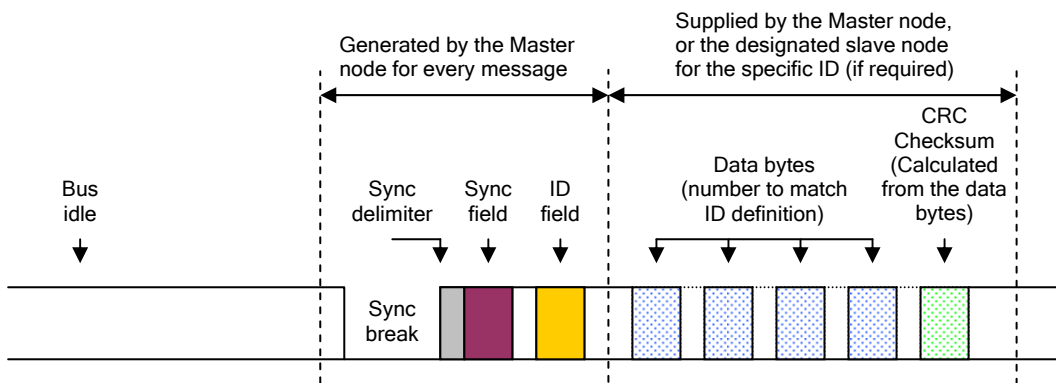 Generated by the Master
node for every message
Supplied by the Master node,
or the designated slave node
for the specific ID (if required)
Bus
idle
Sync
delimiter
Sync
field
ID
field
Data bytes
(number to match
ID definition)
CRC
Checksum
(Calculated
from the data
bytes)
Sync
break